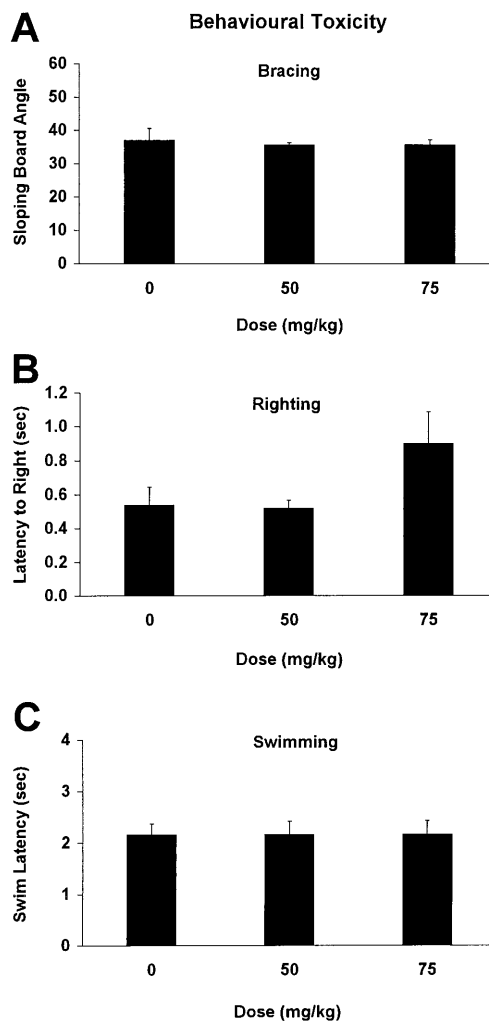 A
Behavioural Toxicity
Bracing
Sloping Board Angle
60
50
40
30
20
10
0
0 50 75
Dose (mg/kg)
B
Righting
Latency to Right (sec)
1.2
1.0
0.8
0.6
0.4
0.2
0.0
0 50 75
Dose (mg/kg)
C
Swimming
Swim Latency (sec)
4
3
2
1
0
0 50 75
Dose (mg/kg)